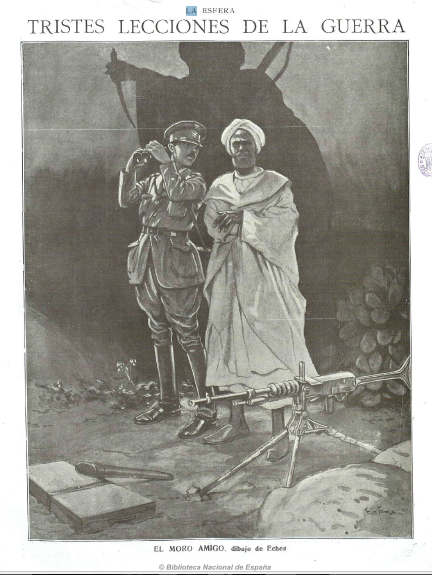 LA ESFERA
TRISTES LECCIONES DE LA GUERRA
EL MORO AMIGO, dibujo de Echea
© Biblioteca Nacional de España